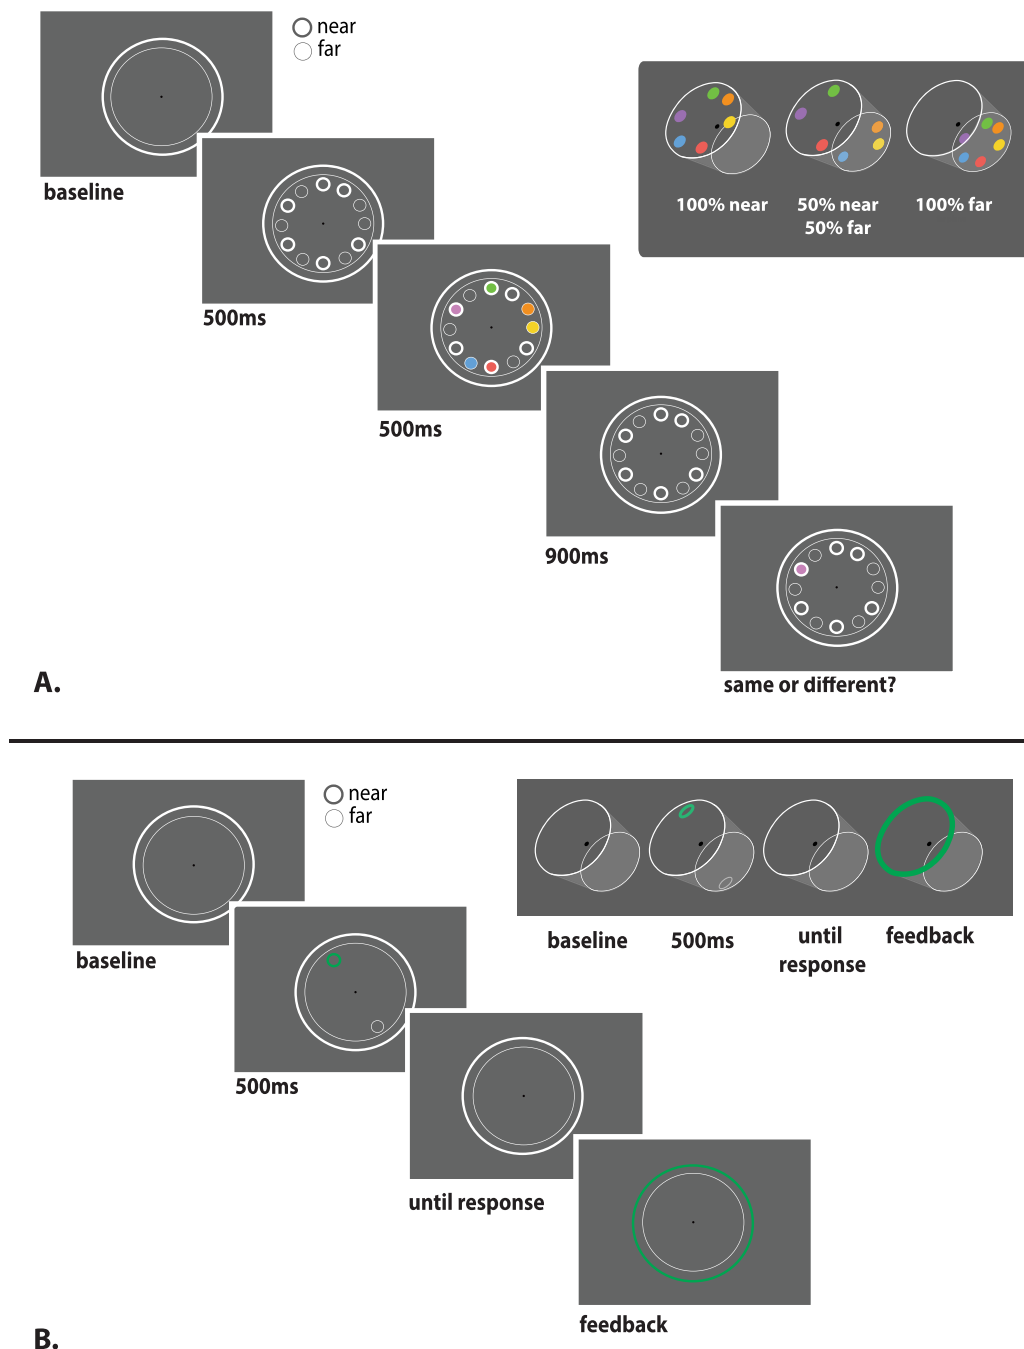 near
far
baseline
500ms
500ms
900ms
same or different?
100% near
50% near
50% far
100% far
A.
near
far
baseline
500ms
until response
feedback
baseline
500ms
until
response
feedback
B.